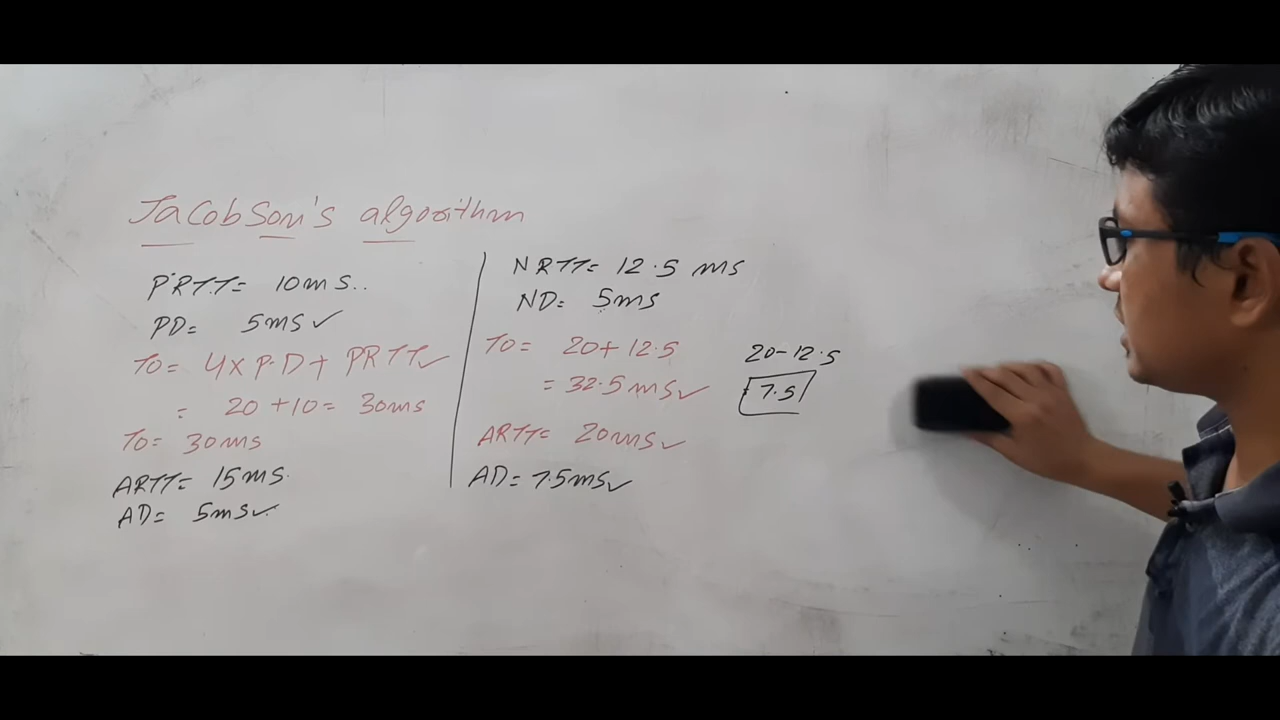 Jacobson's algorithm
PRTT= 10ms..
PD= 5ms✓
TO= 4x P.D+ PRTT✓
= 20 +10= 30ms
TO= 30ms
ARTT= 15ms.
AD= 5ms✓
NRTT= 12.5 ms
ND= 5ms
TO= 20+12.5
= 32.5ms✓
ARTT= 20ms✓
AD= 7.5ms✓
20-12.5
= 7.5